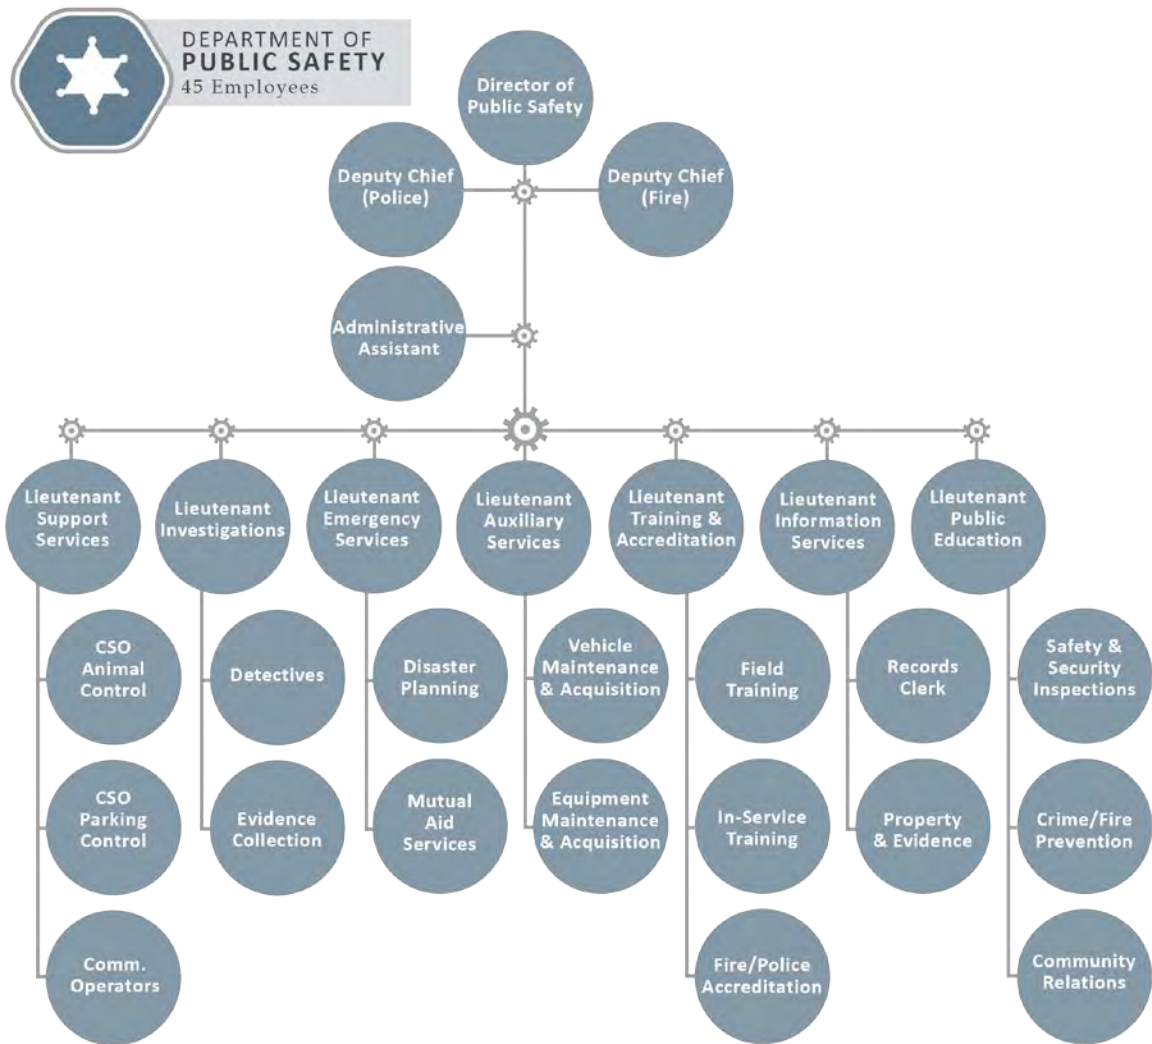 DEPARTMENT OF
PUBLIC SAFETY
45 Employees
Director of
Public Safety
Deputy Chief
(Police)
Deputy Chief
(Fire)
Administrative
Assistant
Lieutenant
Support
Services
Lieutenant
Investigations
Lieutenant
Emergency
Services
Lieutenant
Auxiliary
Services
Lieutenant
Training &
Accreditation
Lieutenant
Information
Services
Lieutenant
Public
Education
CSO
Animal
Control
Detectives
Disaster
Planning
Vehicle
Maintenance
& Acquisition
Field
Training
Records
Clerk
Safety &
Security
Inspections
CSO
Parking
Control
Evidence
Collection
Mutual
Aid
Services
Equipment
Maintenance
& Acquisition
In-Service
Training
Property
& Evidence
Crime/Fire
Prevention
Comm.
Operators
Fire/Police
Accreditation
Community
Relations